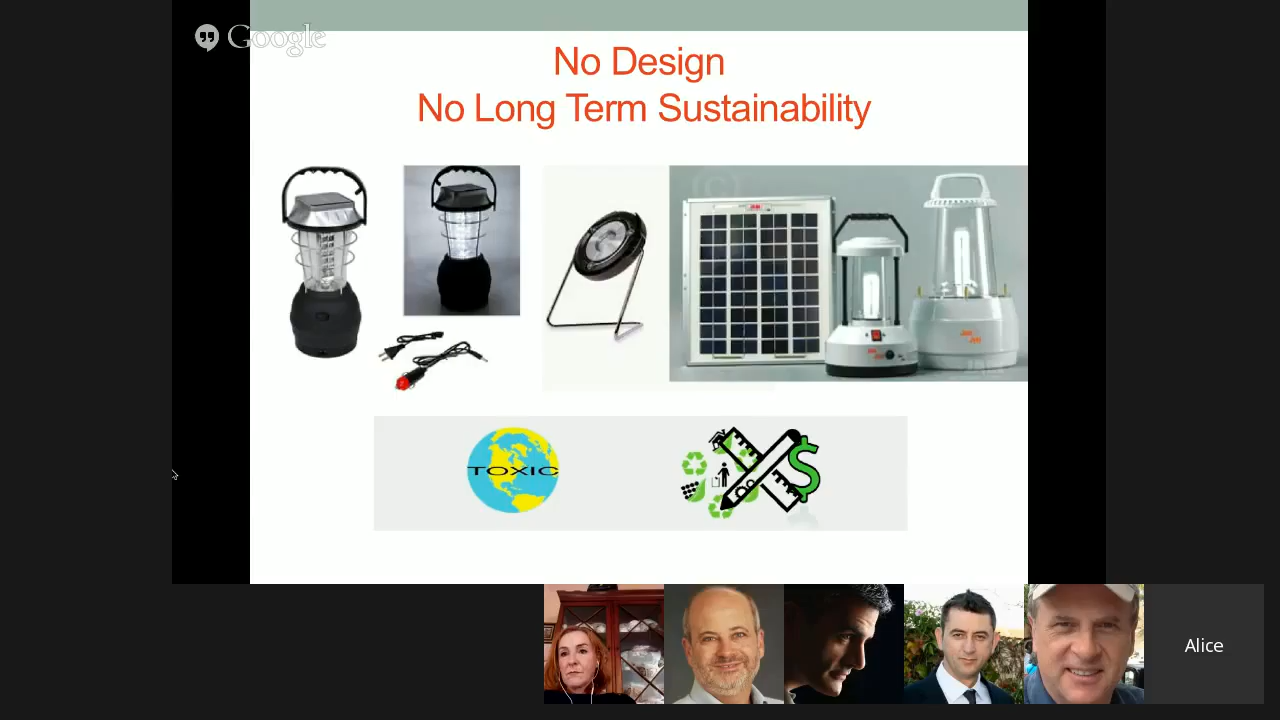 Google
No Design
No Long Term Sustainability
TOXIC
$
Alice